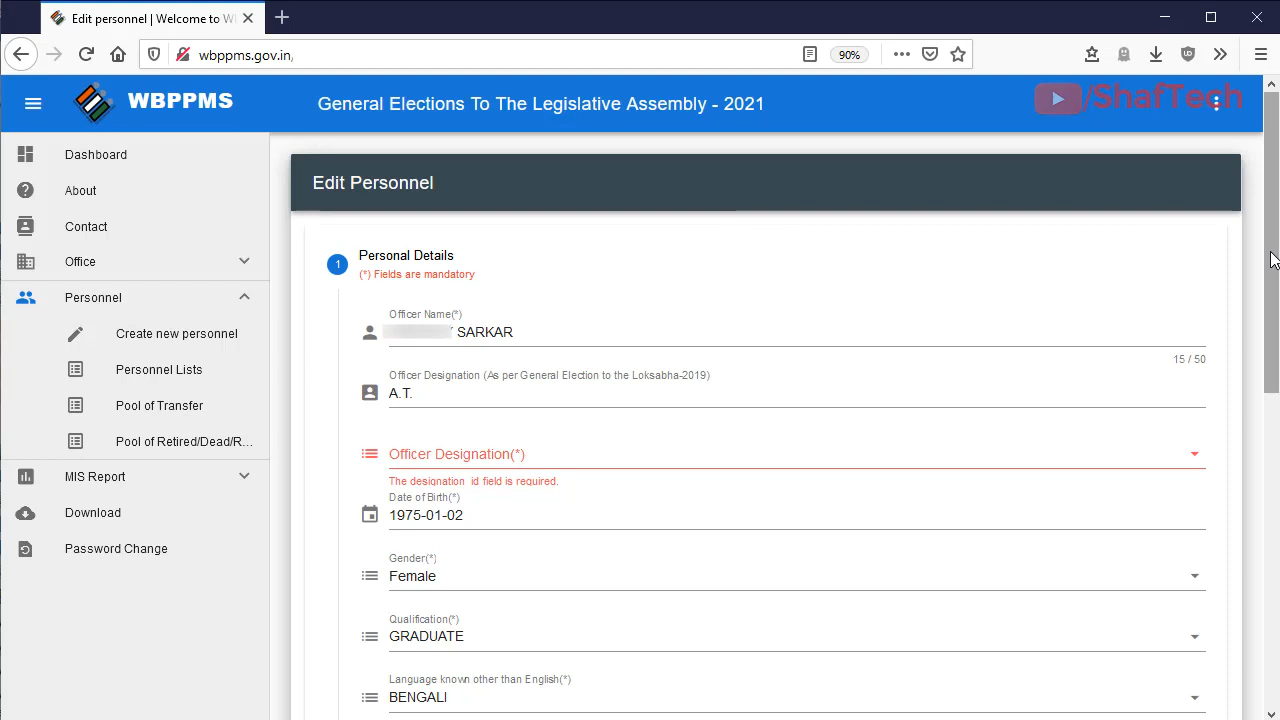 Edit personnel | Welcome to W
wbppms.gov.in
90%
WBPPMS
General Elections To The Legislative Assembly - 2021
/ShafTech
Dashboard
About
Contact
Office
Personnel
Create new personnel
Personnel Lists
Pool of Transfer
Pool of Retired/Dead/R...
MIS Report
Download
Password Change
Edit Personnel
1
Personal Details
(*) Fields are mandatory
Officer Name(*)
SARKAR
15 / 50
Officer Designation (As per General Election to the Loksabha-2019)
A.T.
Officer Designation(*)
The designation id field is required.
Date of Birth(*)
1975-01-02
Gender(*)
Female
Qualification(*)
GRADUATE
Language known other than English(*)
BENGALI